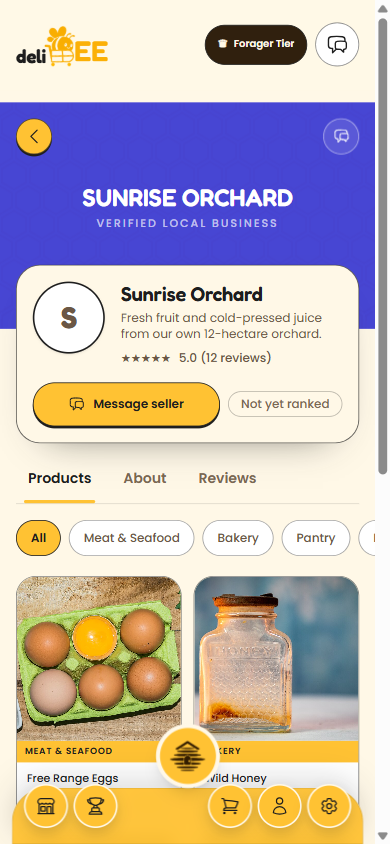 deli BEE
Forager Tier
SUNRISE ORCHARD
VERIFIED LOCAL BUSINESS
S
Sunrise Orchard
Fresh fruit and cold-pressed juice
from our own 12-hectare orchard.
★★★★★ 5.0 (12 reviews)
Message seller
Not yet ranked
Products About Reviews
All Meat & Seafood Bakery Pantry
HONEY
MEAT & SEAFOOD
KERY
Free Range Eggs
Wild Honey